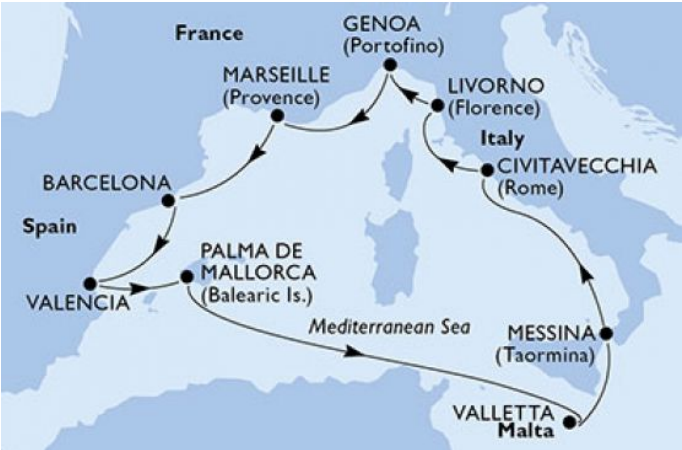 GENOA
(Portofino)
France
MARSEILLE
(Provence)
LIVORNO
(Florence)
Italy
CIVITAVECCHIA
(Rome)
BARCELONA
Spain
PALMA DE
MALLORCA
(Balearic Is.)
VALENCIA
Mediterranean Sea
MESSINA
(Taormina)
VALLETTA
Malta